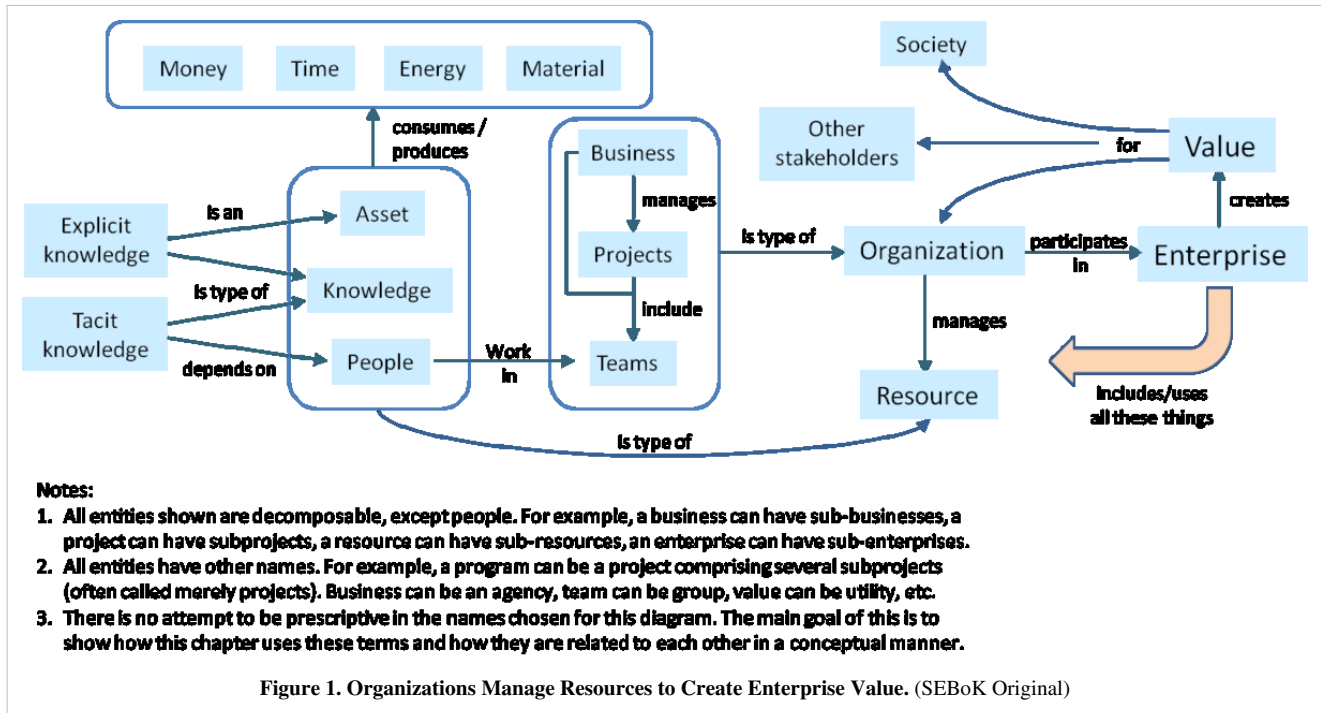 Money
Time
Energy
Material
Society
consumes /
produces
Business
Other
stakeholders
for
Value
Explicit
knowledge
is an
Asset
manages
creates
Projects
is type of
Organization
participates
in
Enterprise
is type of
Knowledge
include
Tacit
knowledge
manages
depends on
People
Work
in
Teams
Resource
Includes/uses
all these things
is type of
Notes:
1. All entities shown are decomposable, except people. For example, a business can have sub-businesses, a
project can have subprojects, a resource can have sub-resources, an enterprise can have sub-enterprises.
2. All entities have other names. For example, a program can be a project comprising several subprojects
(often called merely projects). Business can be an agency, team can be group, value can be utility, etc.
3. There is no attempt to be prescriptive in the names chosen for this diagram. The main goal of this is to
show how this chapter uses these terms and how they are related to each other in a conceptual manner.
Figure 1. Organizations Manage Resources to Create Enterprise Value. (SEBoK Original)